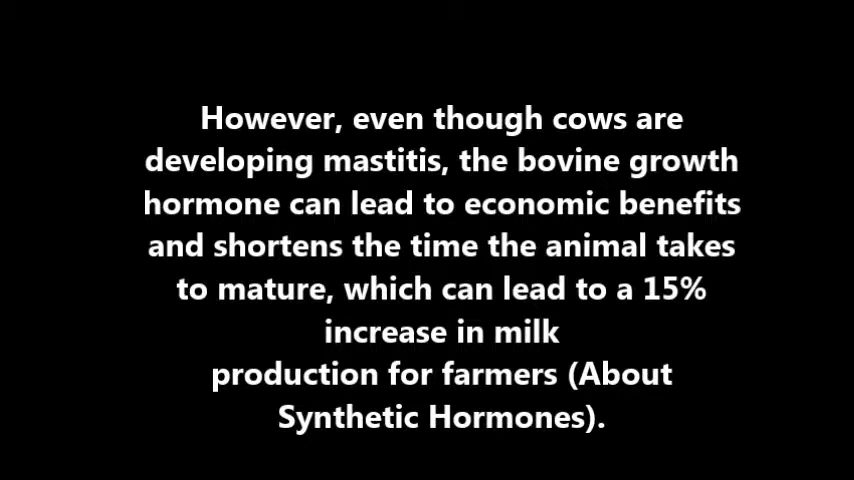 However, even though cows are
developing mastitis, the bovine growth
hormone can lead to economic benefits
and shortens the time the animal takes
to mature, which can lead to a 15%
increase in milk
production for farmers (About
Synthetic Hormones).